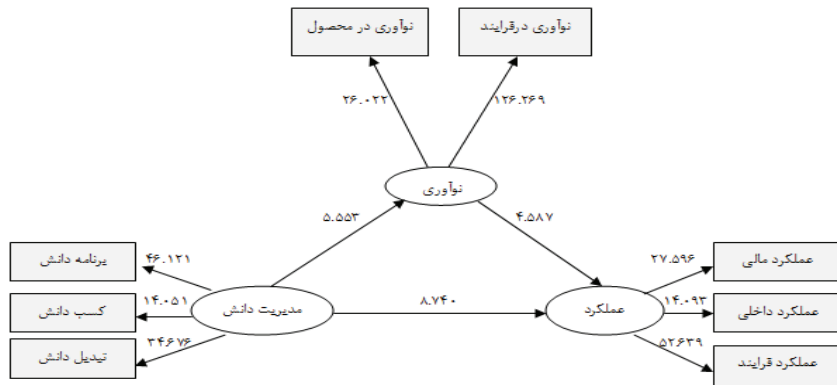 نوآوری در محصول
نوآوری درقرایند
۲۶.۰۲۲
۱۲۶.۲۶۹
نوآوری
۵.۵۵۳
۴.۵۸۷
برنامه دانش
۴۶.۱۲۱
۲۷.۵۹۶
عملکرد مالی
کسب دانش
۱۴.۰۵۱
مدیریت دانش
۸.۷۴۰
عملکرد
۱۴.۰۹۳
عملکرد داخلی
تبدیل دانش
۳۴۶۷۶
۵۲۶۳۹
عملکرد قرایند